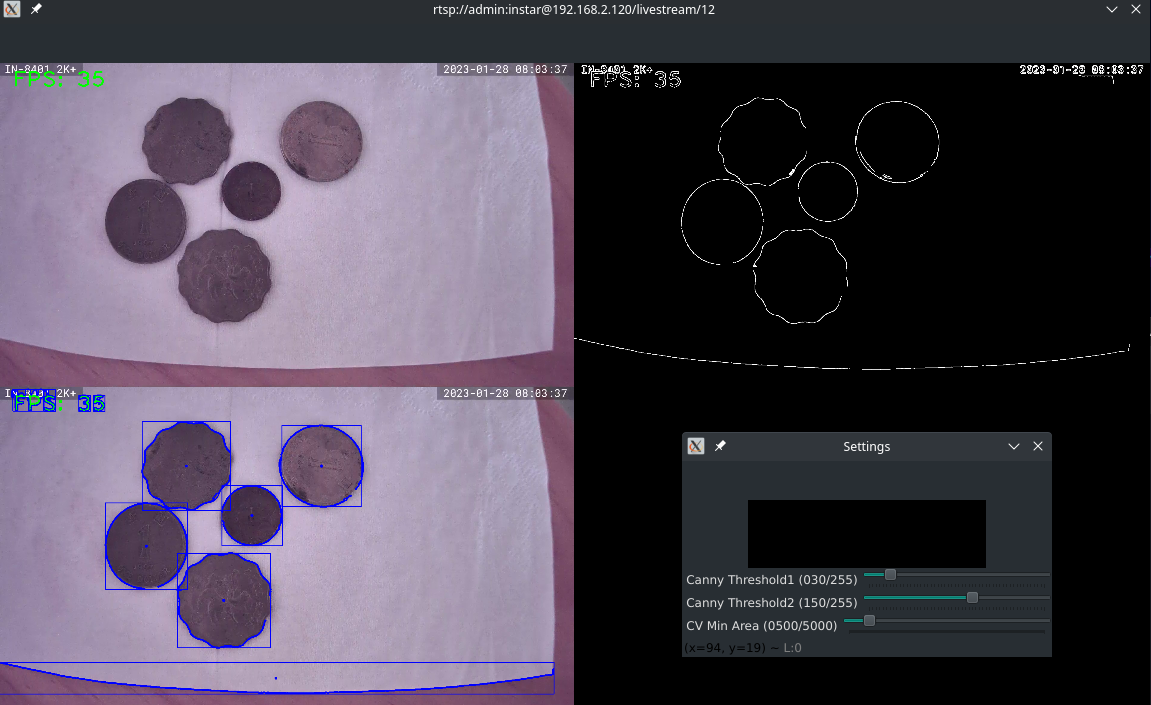 rtsp://admin:instar@192.168.2.120/livestream/12
IN-8401 2K+
2023-01-28 08:03:37
FPS: 35
IN-8401 2K+
2023-01-28 08:03:37
FPS: 35
IN-8401 2K+
2023-01-28 08:03:37
FPS: 35
Settings
Canny Threshold1 (030/255)
Canny Threshold2 (150/255)
CV Min Area (0500/5000)
(x=94, y=19) ~ L:0